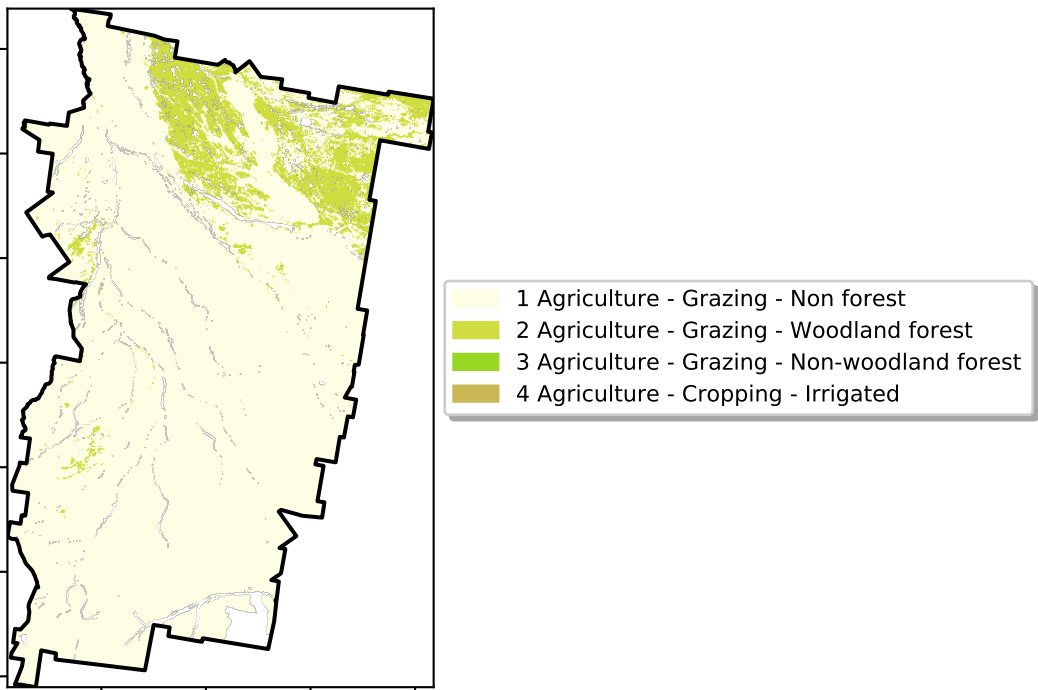 1 Agriculture - Grazing - Non forest
2 Agriculture - Grazing - Woodland forest
3 Agriculture - Grazing - Non-woodland forest
4 Agriculture - Cropping - Irrigated